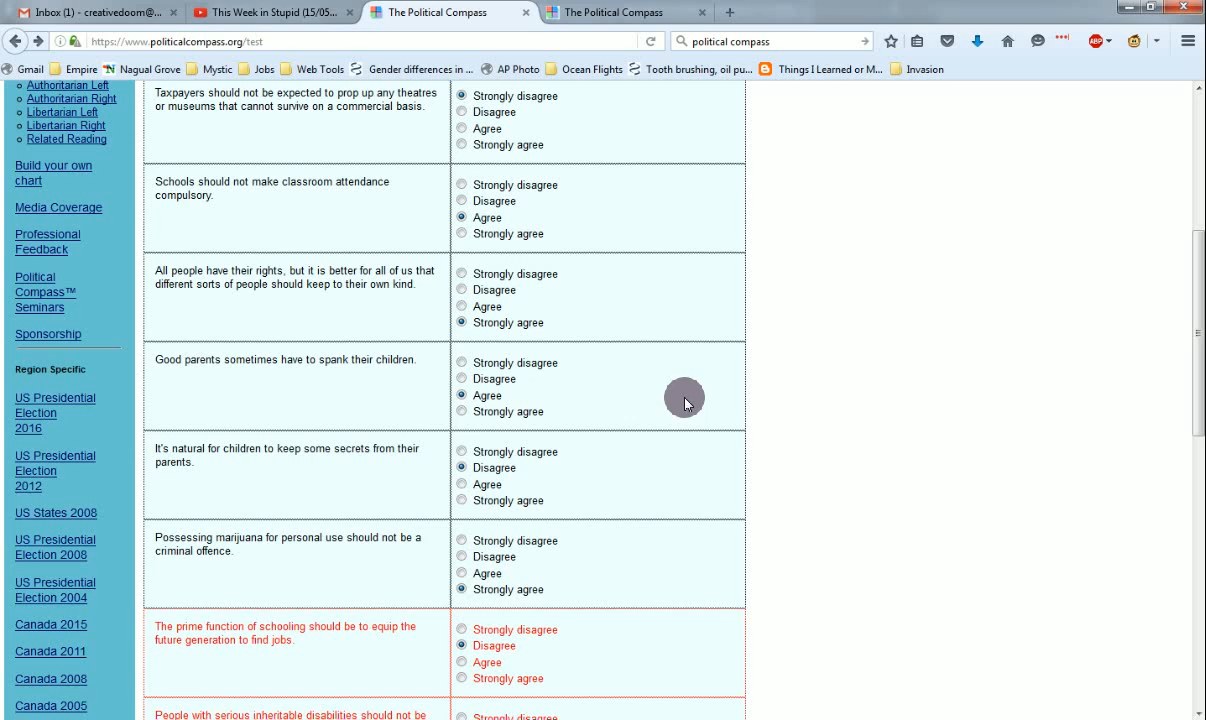 Inbox (1) - creativedoom@...
This Week in Stupid (15/05...
The Political Compass
The Political Compass
https://www.politicalcompass.org/test
political compass
ABP
Gmail
Empire
Nagual Grove
Mystic
Jobs
Web Tools
Gender differences in ...
AP Photo
Ocean Flights
Tooth brushing, oil pu...
Things I Learned or M...
Invasion
Authoritarian Left
Authoritarian Right
Libertarian Left
Libertarian Right
Related Reading
Build your own
chart
Media Coverage
Professional
Feedback
Political
Compass™
Seminars
Sponsorship
Region Specific
US Presidential
Election
2016
US Presidential
Election
2012
US States 2008
US Presidential
Election 2008
US Presidential
Election 2004
Canada 2015
Canada 2011
Canada 2008
Canada 2005
Taxpayers should not be expected to prop up any theatres
or museums that cannot survive on a commercial basis.
Strongly disagree
Disagree
Agree
Strongly agree
Schools should not make classroom attendance
compulsory.
Strongly disagree
Disagree
Agree
Strongly agree
All people have their rights, but it is better for all of us that
different sorts of people should keep to their own kind.
Strongly disagree
Disagree
Agree
Strongly agree
Good parents sometimes have to spank their children.
Strongly disagree
Disagree
Agree
Strongly agree
It's natural for children to keep some secrets from their
parents.
Strongly disagree
Disagree
Agree
Strongly agree
Possessing marijuana for personal use should not be a
criminal offence.
Strongly disagree
Disagree
Agree
Strongly agree
The prime function of schooling should be to equip the
future generation to find jobs.
Strongly disagree
Disagree
Agree
Strongly agree
People with serious inheritable disabilities should not be
Strongly disagree